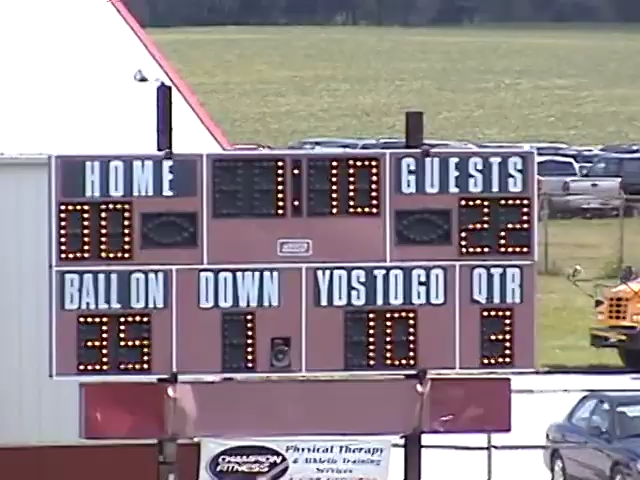 HOME 1:10 GUESTS
00 22
BALL ON DOWN YDS TO GO QTR
35 1 10 3
CHAMPION
FITNESS
Physical Therapy
& Athletic Training
Services